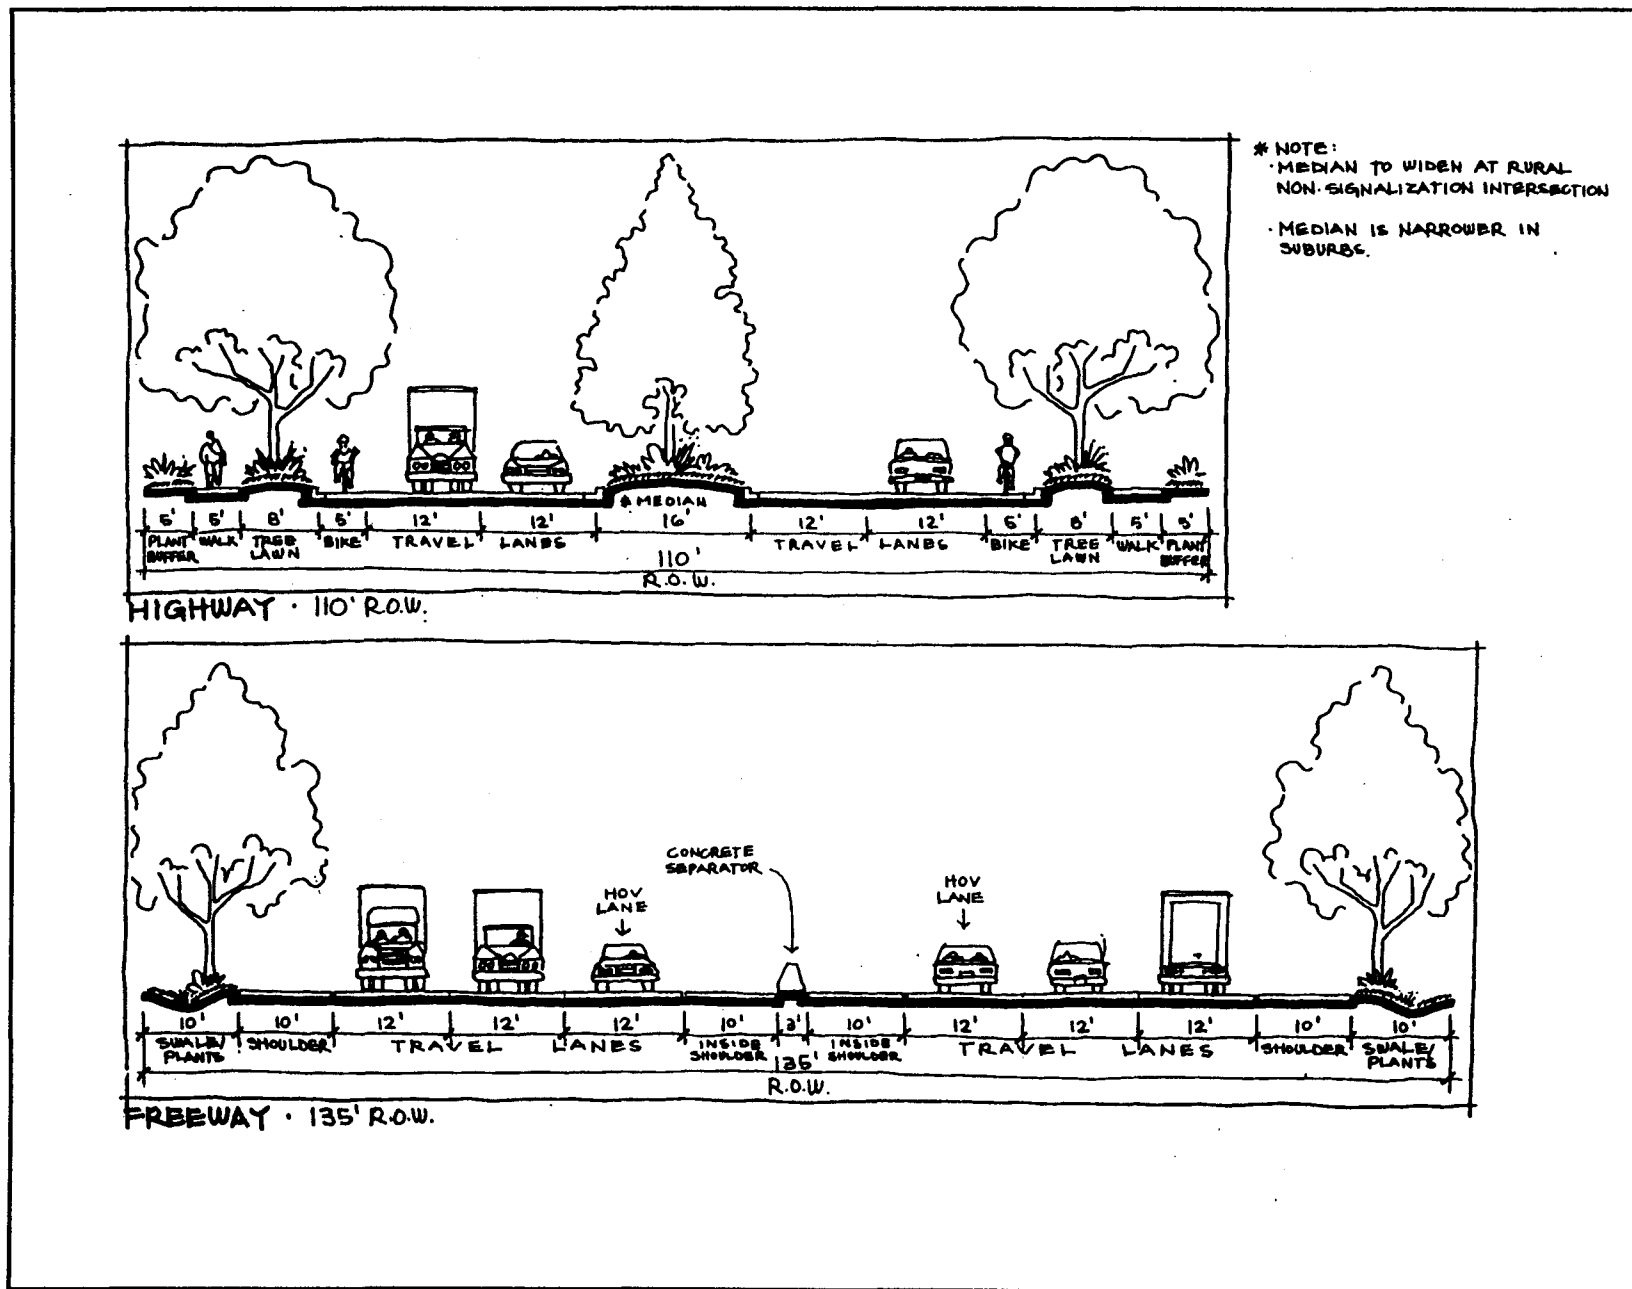 * NOTE:
· MEDIAN TO WIDEN AT RURAL
NON-SIGNALIZATION INTERSECTION
· MEDIAN IS NARROWER IN
SUBURBS.
* MEDIAN
5' 5' 8' 5' 12' 12' 16' 12' 12' 5' 8' 5' 5'
PLANT BUFFER WALK TREE LAWN BIKE TRAVEL LANES TRAVEL LANES BIKE TREE LAWN WALK PLANT BUFFER
110'
R.O.W.
HIGHWAY · 110' R.O.W.
CONCRETE
SEPARATOR
HOV
LANE
HOV
LANE
10' 10' 12' 12' 12' 10' 3' 10' 12' 12' 12' 10' 10'
SWALE/ PLANTS SHOULDER TRAVEL LANES INSIDE SHOULDER INSIDE SHOULDER TRAVEL LANES SHOULDER SWALE/ PLANTS
135'
R.O.W.
FREEWAY · 135' R.O.W.